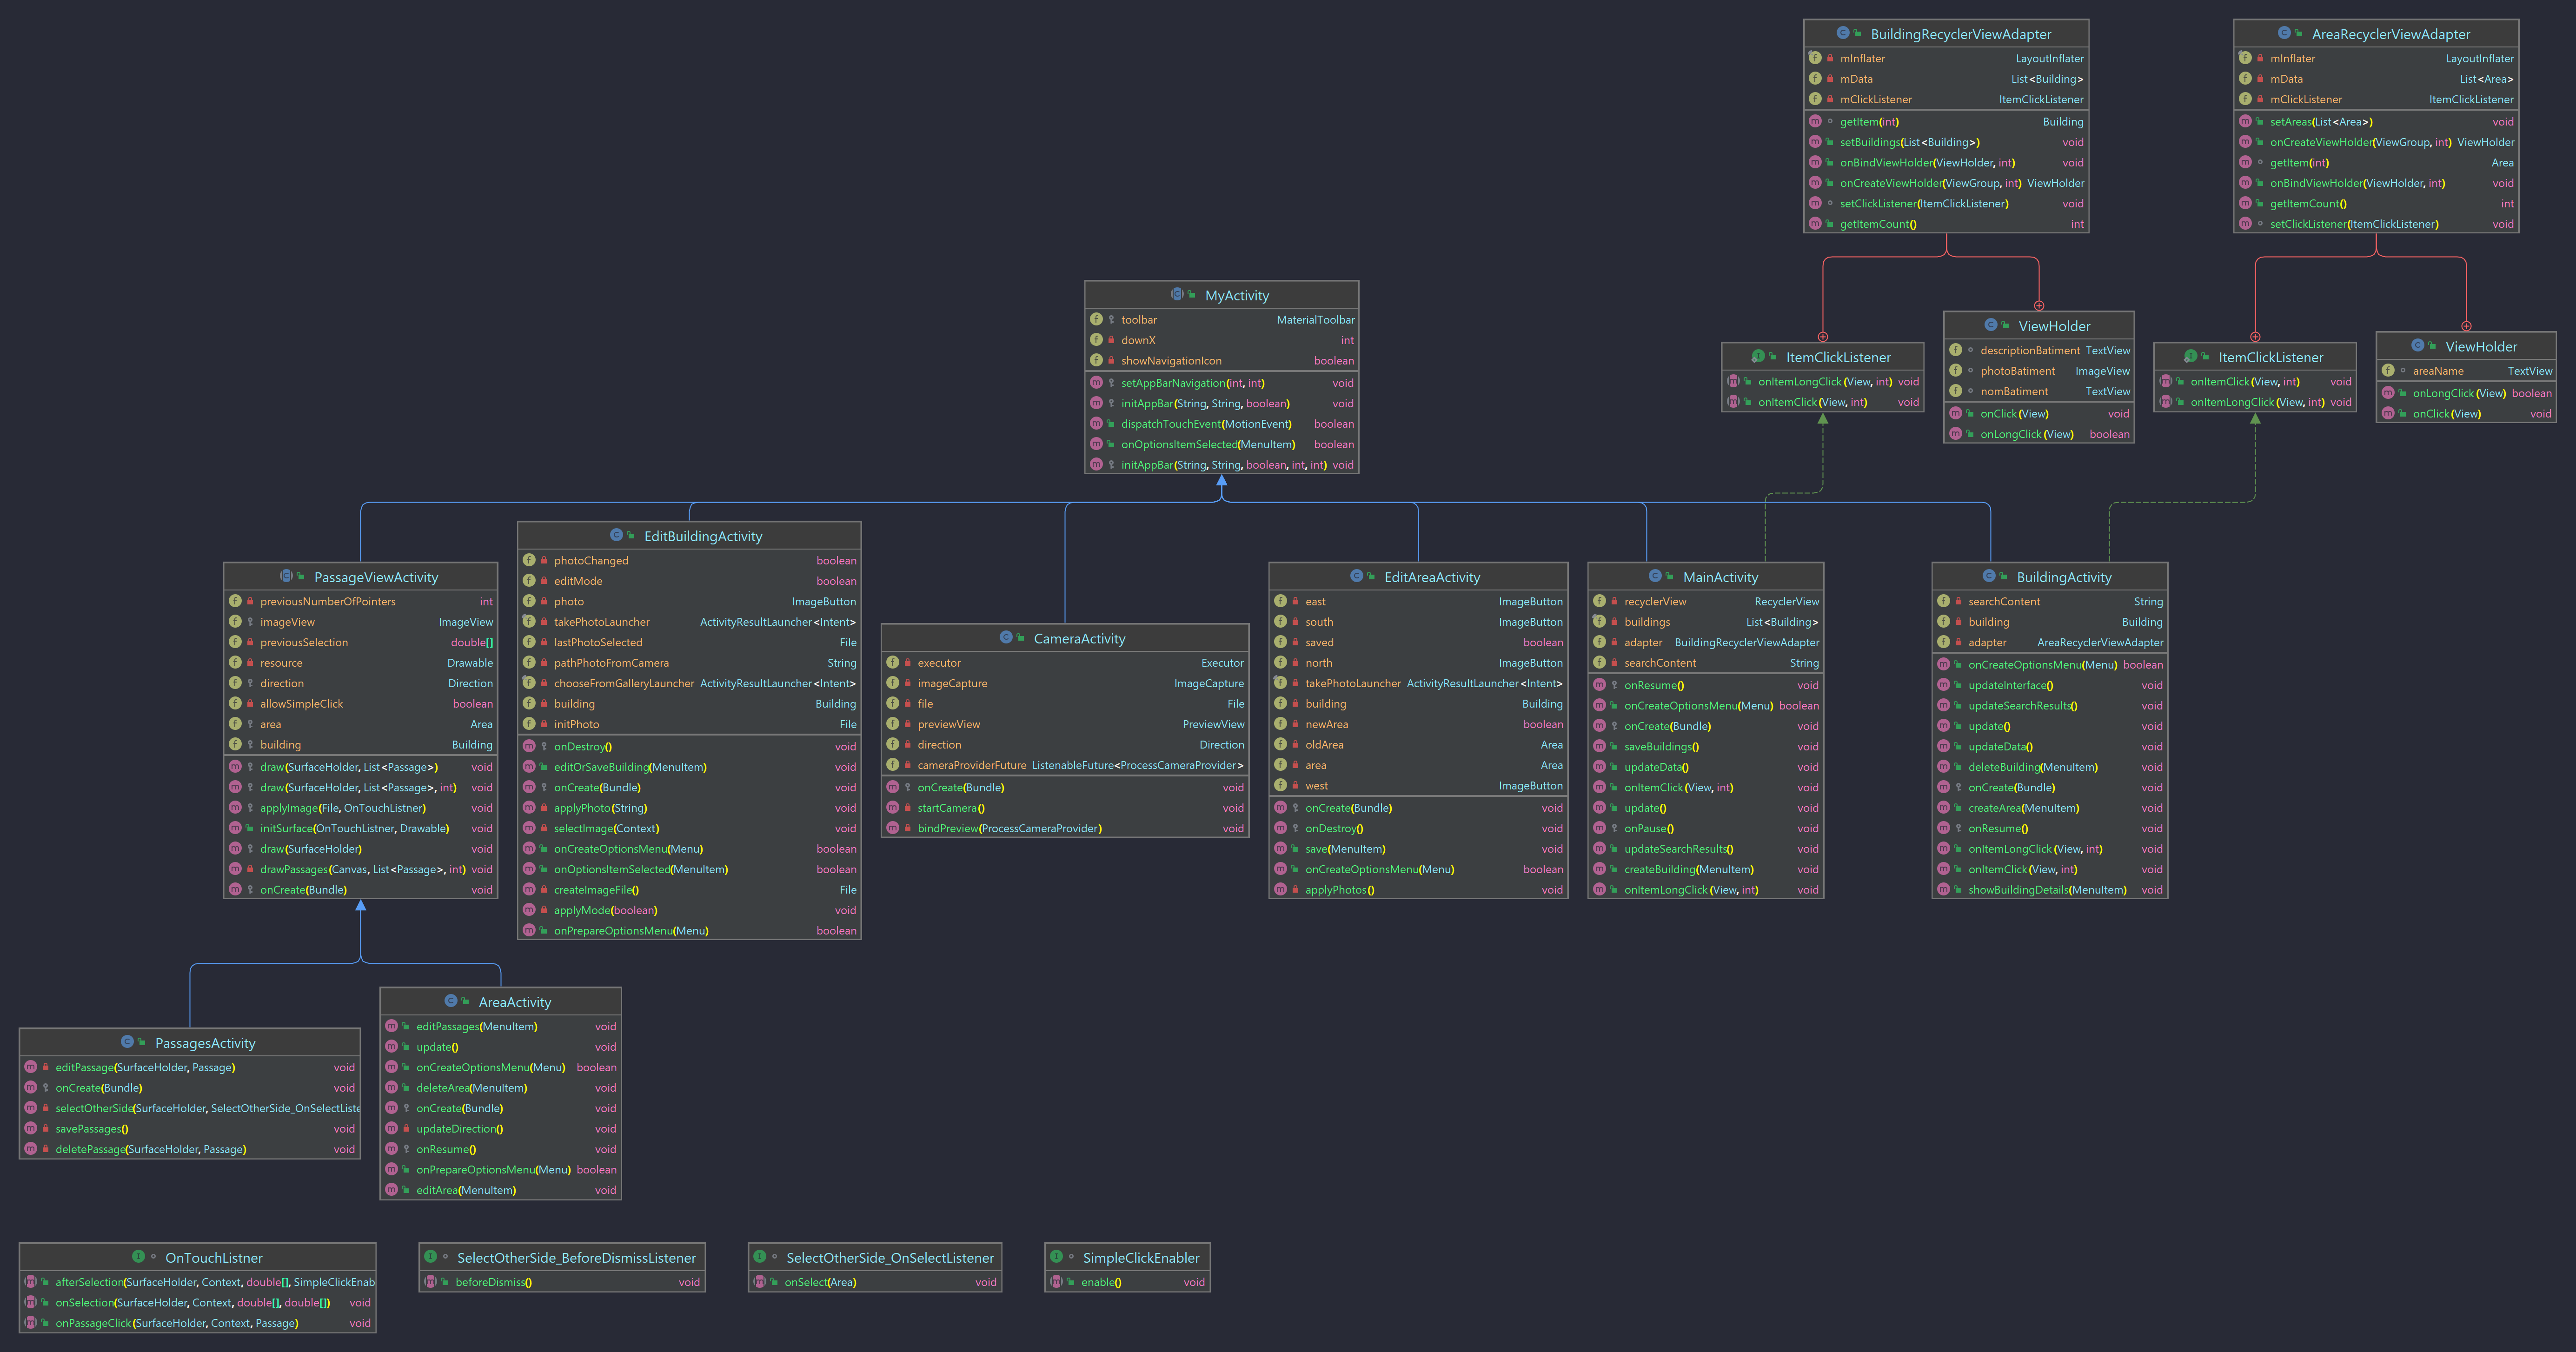 BuildingRecyclerViewAdapter
mInflater LayoutInflater
mData List<Building>
mClickListener ItemClickListener
getItem(int) Building
setBuildings(List<Building>) void
onBindViewHolder(ViewHolder, int) void
onCreateViewHolder(ViewGroup, int) ViewHolder
setClickListener(ItemClickListener) void
getItemCount() int
AreaRecyclerViewAdapter
mInflater LayoutInflater
mData List<Area>
mClickListener ItemClickListener
setAreas(List<Area>) void
onCreateViewHolder(ViewGroup, int) ViewHolder
getItem(int) Area
onBindViewHolder(ViewHolder, int) void
getItemCount() int
setClickListener(ItemClickListener) void
MyActivity
toolbar MaterialToolbar
downX int
showNavigationIcon boolean
setAppBarNavigation(int, int) void
initAppBar(String, String, boolean) void
dispatchTouchEvent(MotionEvent) boolean
onOptionsItemSelected(MenuItem) boolean
initAppBar(String, String, boolean, int, int) void
ItemClickListener
onItemLongClick(View, int) void
onItemClick(View, int) void
ViewHolder
descriptionBatiment TextView
photoBatiment ImageView
nomBatiment TextView
onClick(View) void
onLongClick(View) boolean
ItemClickListener
onItemClick(View, int) void
onItemLongClick(View, int) void
ViewHolder
areaName TextView
onLongClick(View) boolean
onClick(View) void
PassageViewActivity
previousNumberOfPointers int
imageView ImageView
previousSelection double[]
resource Drawable
direction Direction
allowSimpleClick boolean
area Area
building Building
draw(SurfaceHolder, List<Passage>) void
draw(SurfaceHolder, List<Passage>, int) void
applyImage(File, OnTouchListner) void
initSurface(OnTouchListner, Drawable) void
draw(SurfaceHolder) void
drawPassages(Canvas, List<Passage>, int) void
onCreate(Bundle) void
EditBuildingActivity
photoChanged boolean
editMode boolean
photo ImageButton
takePhotoLauncher ActivityResultLauncher<Intent>
lastPhotoSelected File
pathPhotoFromCamera String
chooseFromGalleryLauncher ActivityResultLauncher<Intent>
building Building
initPhoto File
onDestroy() void
editOrSaveBuilding(MenuItem) void
onCreate(Bundle) void
applyPhoto(String) void
selectImage(Context) void
onCreateOptionsMenu(Menu) boolean
onOptionsItemSelected(MenuItem) boolean
createImageFile() File
applyMode(boolean) void
onPrepareOptionsMenu(Menu) boolean
CameraActivity
executor Executor
imageCapture ImageCapture
file File
previewView PreviewView
direction Direction
cameraProviderFuture ListenableFuture<ProcessCameraProvider>
onCreate(Bundle) void
startCamera() void
bindPreview(ProcessCameraProvider) void
EditAreaActivity
east ImageButton
south ImageButton
saved boolean
north ImageButton
takePhotoLauncher ActivityResultLauncher<Intent>
building Building
newArea boolean
oldArea Area
area Area
west ImageButton
onCreate(Bundle) void
onDestroy() void
save(MenuItem) void
onCreateOptionsMenu(Menu) boolean
applyPhotos() void
MainActivity
recyclerView RecyclerView
buildings List<Building>
adapter BuildingRecyclerViewAdapter
searchContent String
onResume() void
onCreateOptionsMenu(Menu) boolean
onCreate(Bundle) void
saveBuildings() void
updateData() void
onItemClick(View, int) void
update() void
onPause() void
updateSearchResults() void
createBuilding(MenuItem) void
onItemLongClick(View, int) void
BuildingActivity
searchContent String
building Building
adapter AreaRecyclerViewAdapter
onCreateOptionsMenu(Menu) boolean
updateInterface() void
updateSearchResults() void
update() void
updateData() void
deleteBuilding(MenuItem) void
onCreate(Bundle) void
createArea(MenuItem) void
onResume() void
onItemLongClick(View, int) void
onItemClick(View, int) void
showBuildingDetails(MenuItem) void
PassagesActivity
editPassage(SurfaceHolder, Passage) void
onCreate(Bundle) void
selectOtherSide(SurfaceHolder, SelectOtherSide_OnSelectListe
savePassages() void
deletePassage(SurfaceHolder, Passage) void
AreaActivity
editPassages(MenuItem) void
update() void
onCreateOptionsMenu(Menu) boolean
deleteArea(MenuItem) void
onCreate(Bundle) void
updateDirection() void
onResume() void
onPrepareOptionsMenu(Menu) boolean
editArea(MenuItem) void
OnTouchListner
afterSelection(SurfaceHolder, Context, double[], SimpleClickEnab
onSelection(SurfaceHolder, Context, double[], double[]) void
onPassageClick(SurfaceHolder, Context, Passage) void
SelectOtherSide_BeforeDismissListener
beforeDismiss() void
SelectOtherSide_OnSelectListener
onSelect(Area) void
SimpleClickEnabler
enable() void